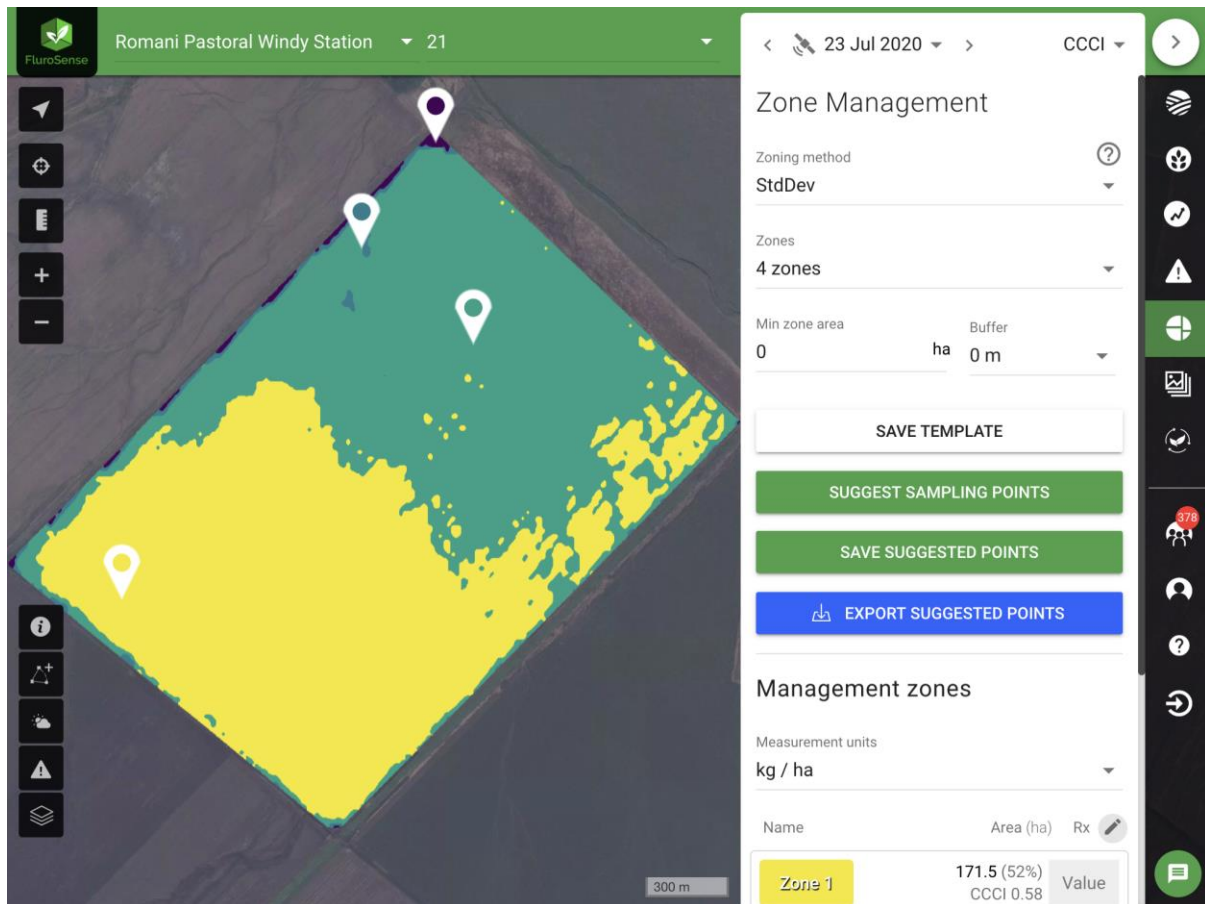 FluroSense
Romani Pastoral Windy Station
21
23 Jul 2020
CCCI
Zone Management
Zoning method
StdDev
Zones
4 zones
Min zone area
Buffer
0 ha
0 m
SAVE TEMPLATE
SUGGEST SAMPLING POINTS
SAVE SUGGESTED POINTS
EXPORT SUGGESTED POINTS
Management zones
Measurement units
kg / ha
Name Area (ha) Rx
Zone 1
171.5 (52%)
CCCI 0.58
Value
378
300 m